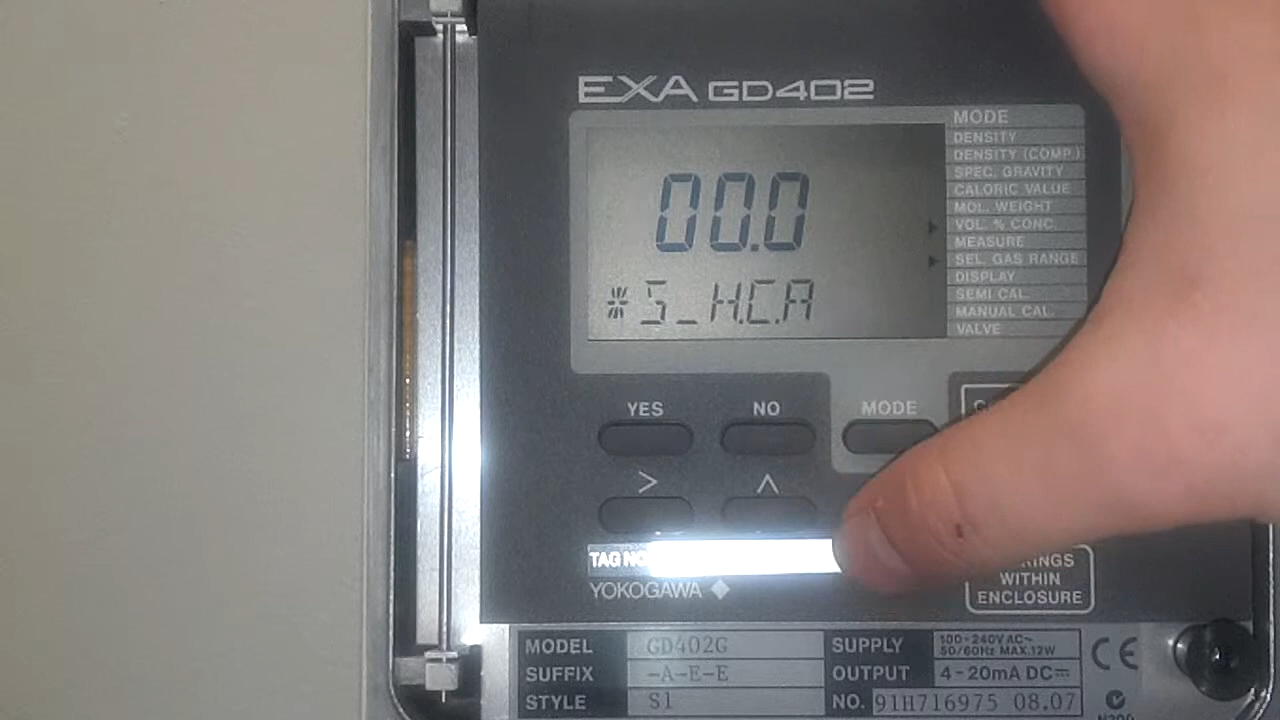 EXA GD402
MODE
DENSITY
DENSITY (COMP.)
SPEC. GRAVITY
CALORIC VALUE
MOL. WEIGHT
VOL. % CONC.
MEASURE
SEL. GAS RANGE
DISPLAY
SEMI CAL.
MANUAL CAL.
VALVE
00.0
*S_H.C.A
YES NO MODE
> ∧
TAG NO
YOKOGAWA
WITHIN
ENCLOSURE
MODEL GD402G
SUFFIX -A-E-E
STYLE S1
SUPPLY 100-240V AC~
50/60Hz MAX.12W
OUTPUT 4-20mA DC
NO. 91H716975 08.07
CE
N200